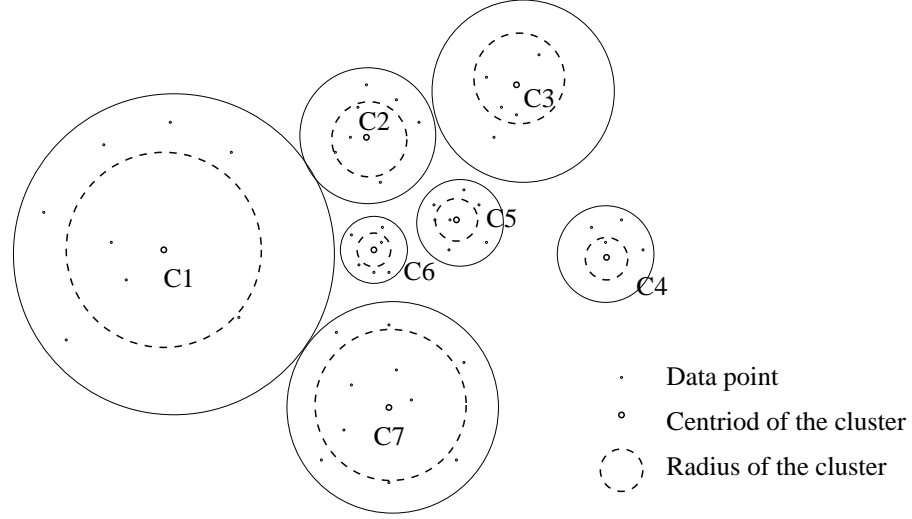 C3
C2
C5
C6
C1
C4
C7
Data point
Centriod of the cluster
Radius of the cluster